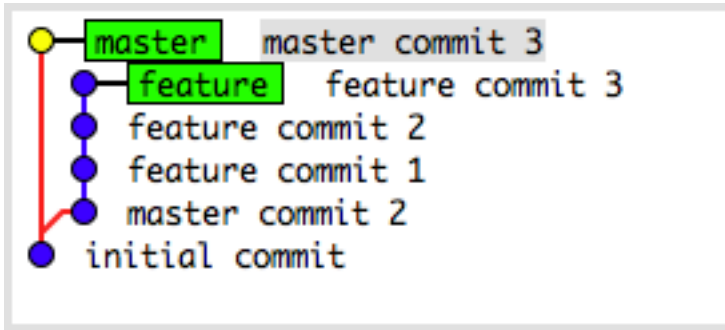 master master commit 3
feature feature commit 3
feature commit 2
feature commit 1
master commit 2
initial commit